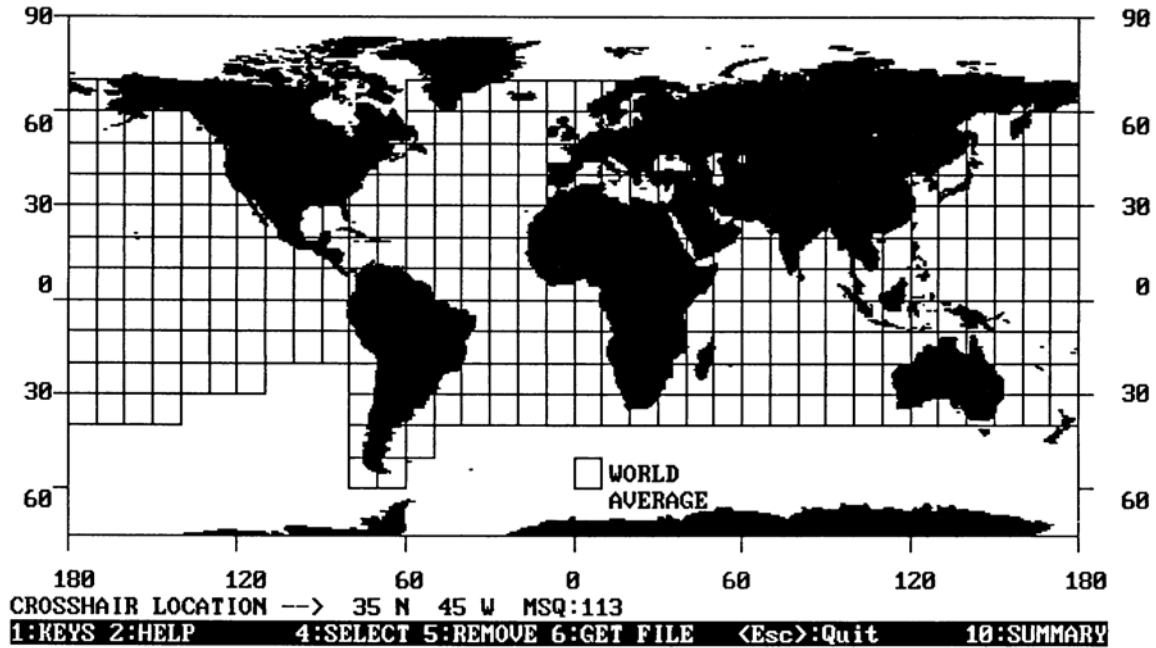 90 90
60 60
30 30
0 0
30 30
WORLD
AVERAGE
60 60
180 120 60 0 60 120 180
CROSSHAIR LOCATION --> 35 N 45 W MSQ:113
1:KEYS 2:HELP 4:SELECT 5:REMOVE 6:GET FILE <Esc>:Quit 10:SUMMARY